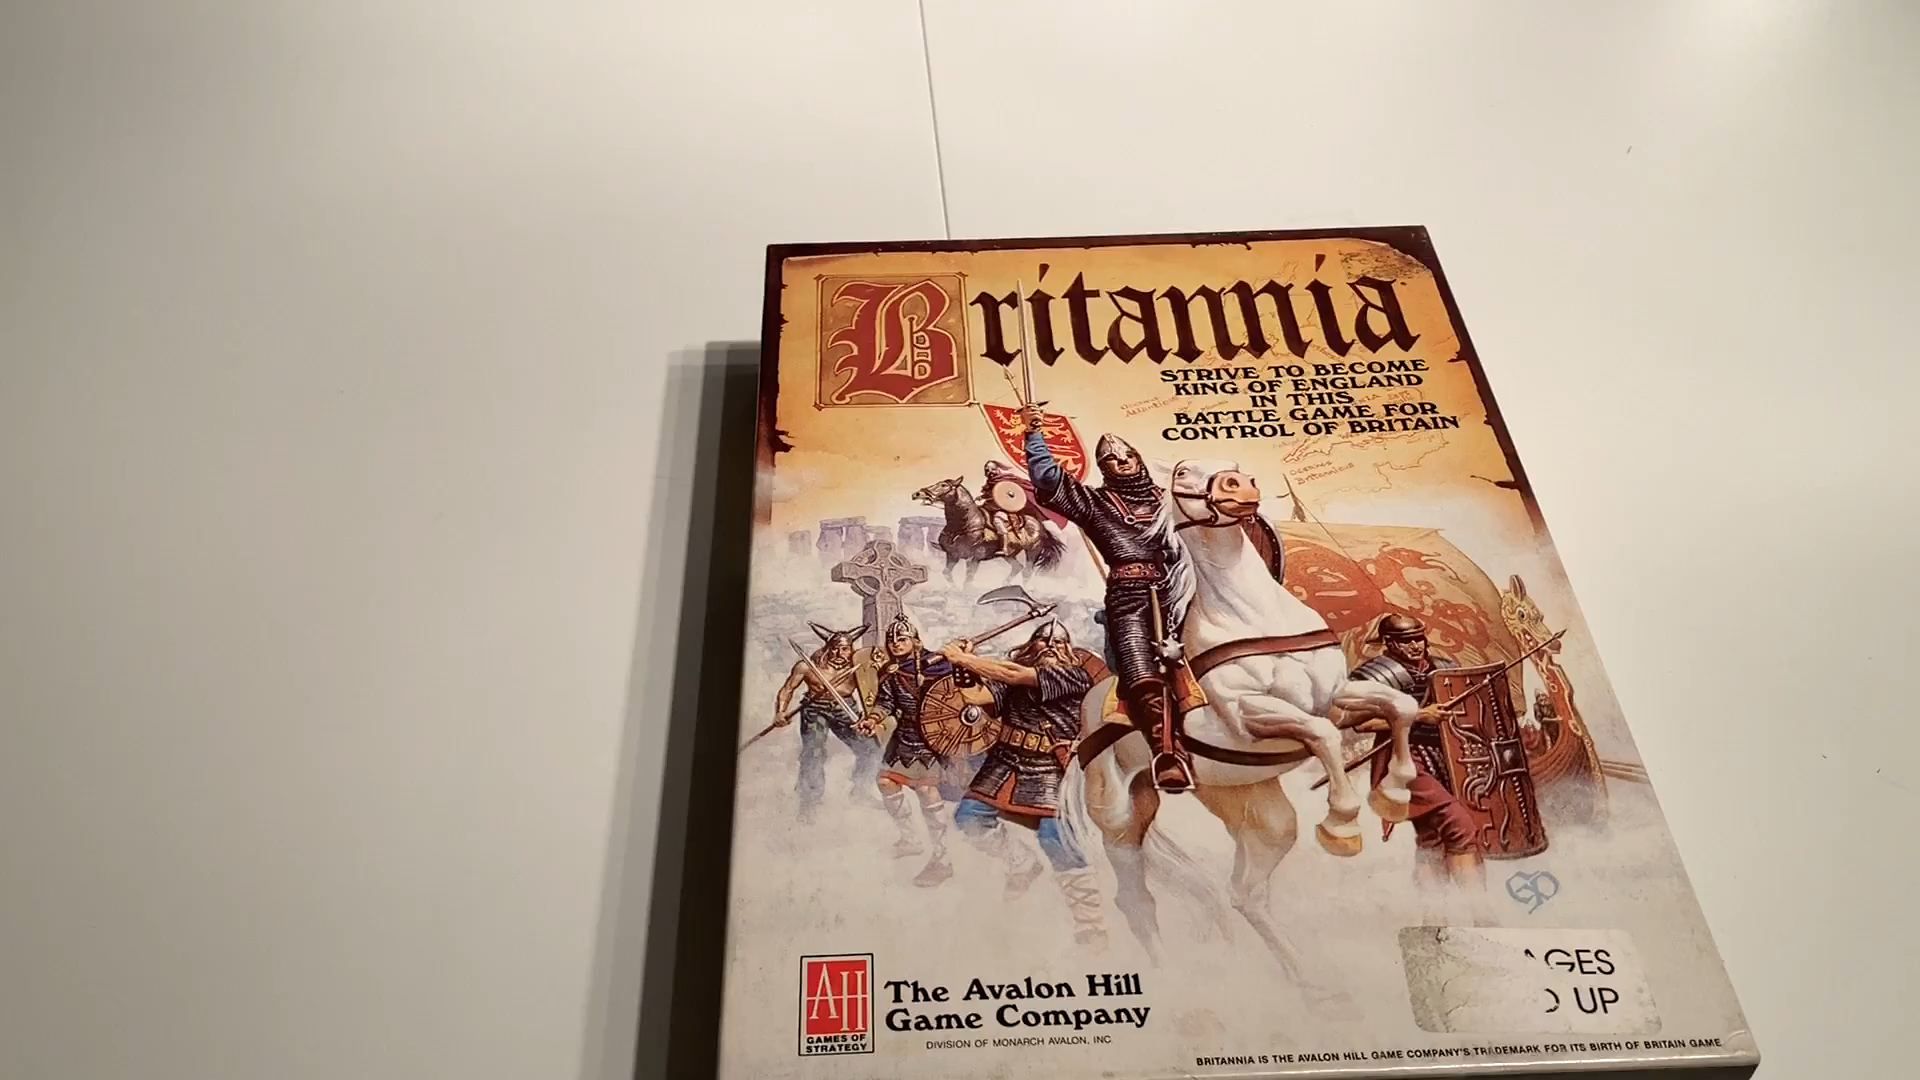 Britannia
STRIVE TO BECOME
KING OF ENGLAND
IN THIS
BATTLE GAME FOR
CONTROL OF BRITAIN
AH
GAMES OF
STRATEGY
The Avalon Hill
Game Company
DIVISION OF MONARCH AVALON, INC
AGES
UP
BRITANNIA IS THE AVALON HILL GAME COMPANY'S TRADEMARK FOR ITS BIRTH OF BRITAIN GAME